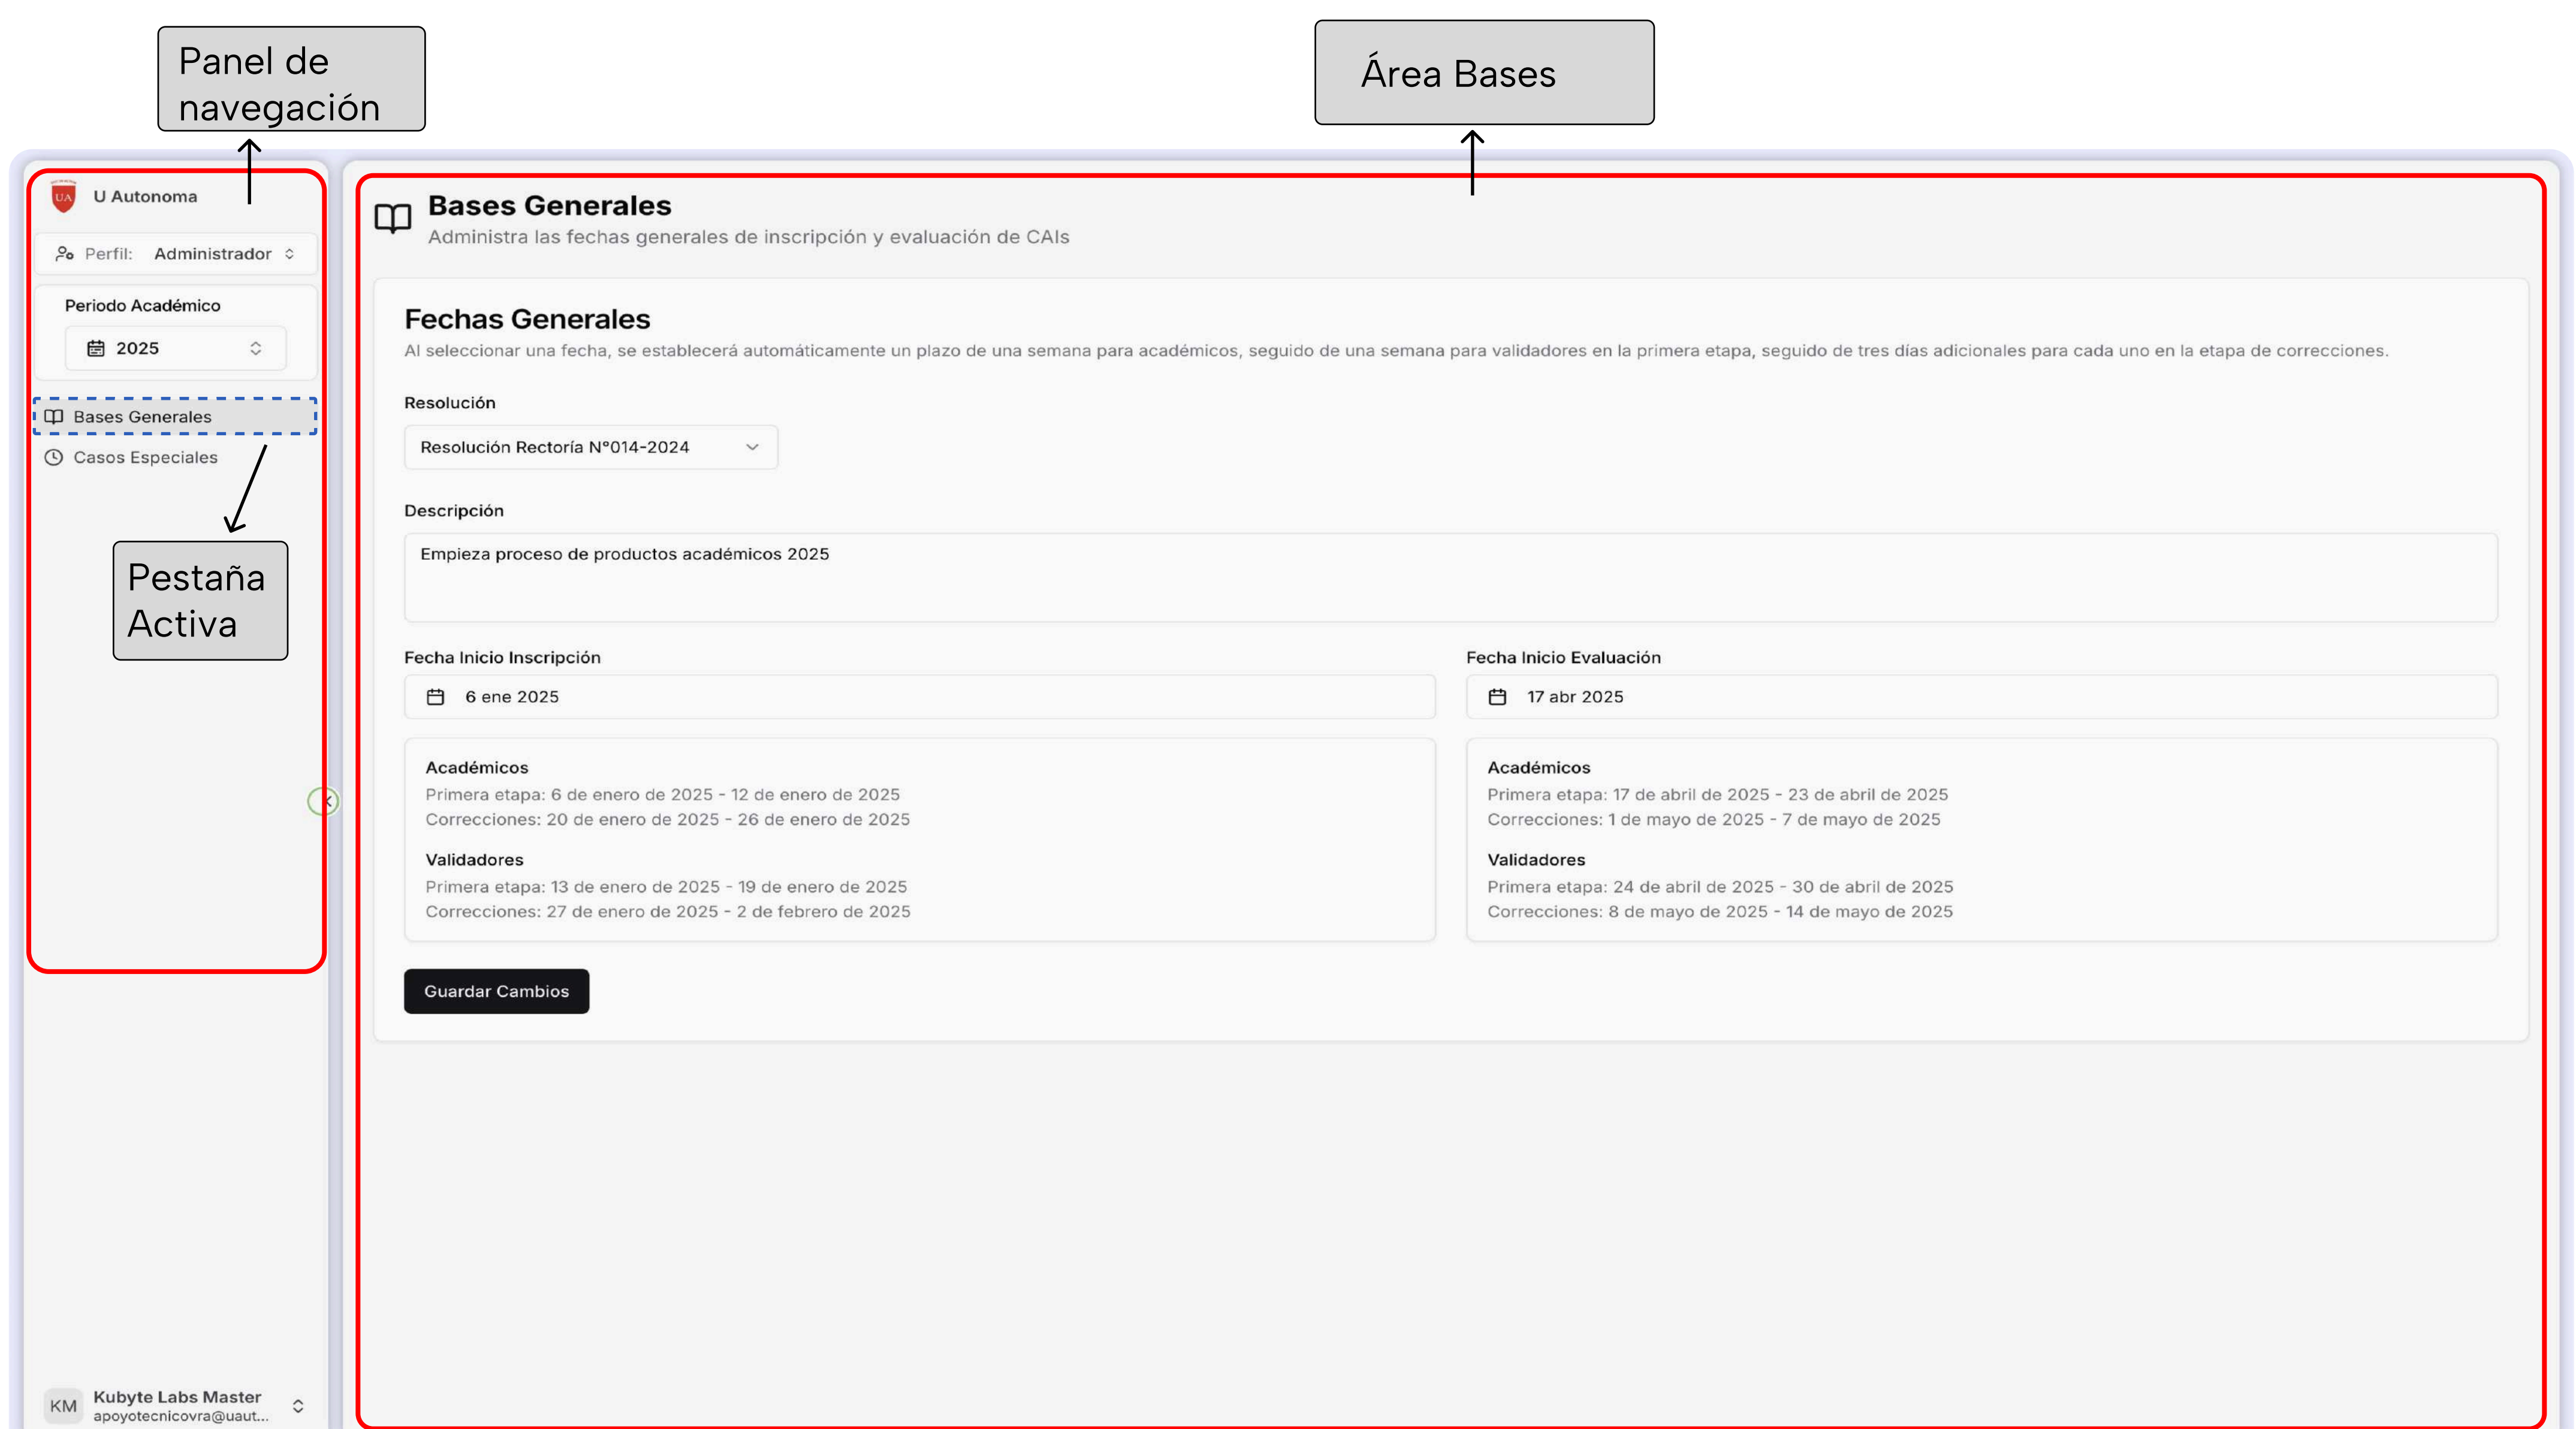 Panel de
navegación
Área Bases
UA
U Autonoma
Perfil: Administrador
Periodo Académico
2025
Bases Generales
Casos Especiales
Pestaña
Activa
KM
Kubyte Labs Master
apoyotecnicovra@uaut...
Bases Generales
Administra las fechas generales de inscripción y evaluación de CAIs
Fechas Generales
Al seleccionar una fecha, se establecerá automáticamente un plazo de una semana para académicos, seguido de una semana para validadores en la primera etapa, seguido de tres días adicionales para cada uno en la etapa de correcciones.
Resolución
Resolución Rectoría N°014-2024
Descripción
Empieza proceso de productos académicos 2025
Fecha Inicio Inscripción
6 ene 2025
Académicos
Primera etapa: 6 de enero de 2025 - 12 de enero de 2025
Correcciones: 20 de enero de 2025 - 26 de enero de 2025
Validadores
Primera etapa: 13 de enero de 2025 - 19 de enero de 2025
Correcciones: 27 de enero de 2025 - 2 de febrero de 2025
Fecha Inicio Evaluación
17 abr 2025
Académicos
Primera etapa: 17 de abril de 2025 - 23 de abril de 2025
Correcciones: 1 de mayo de 2025 - 7 de mayo de 2025
Validadores
Primera etapa: 24 de abril de 2025 - 30 de abril de 2025
Correcciones: 8 de mayo de 2025 - 14 de mayo de 2025
Guardar Cambios